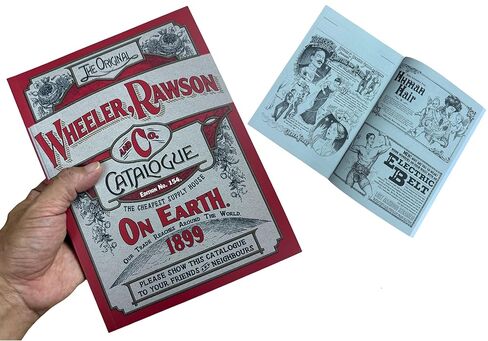 The Original
Wheeler, Rawson
and Co.
Catalogue
Edition No. 154.
The Cheapest Supply House
On Earth.
Our Trade Reaches Around The World.
1899
Please show this catalogue
to your friends and neighbours
Human
Hair
Electric
Belt